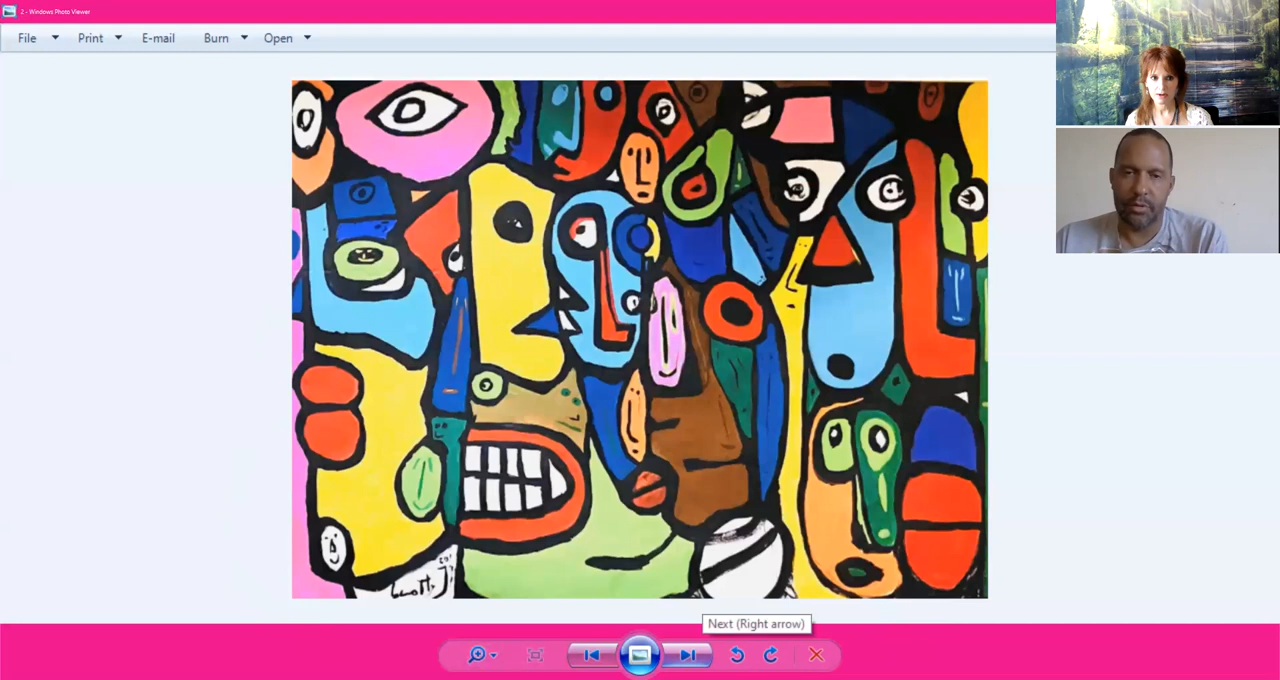 2 - Windows Photo Viewer
File Print E-mail Burn Open
Next (Right arrow)